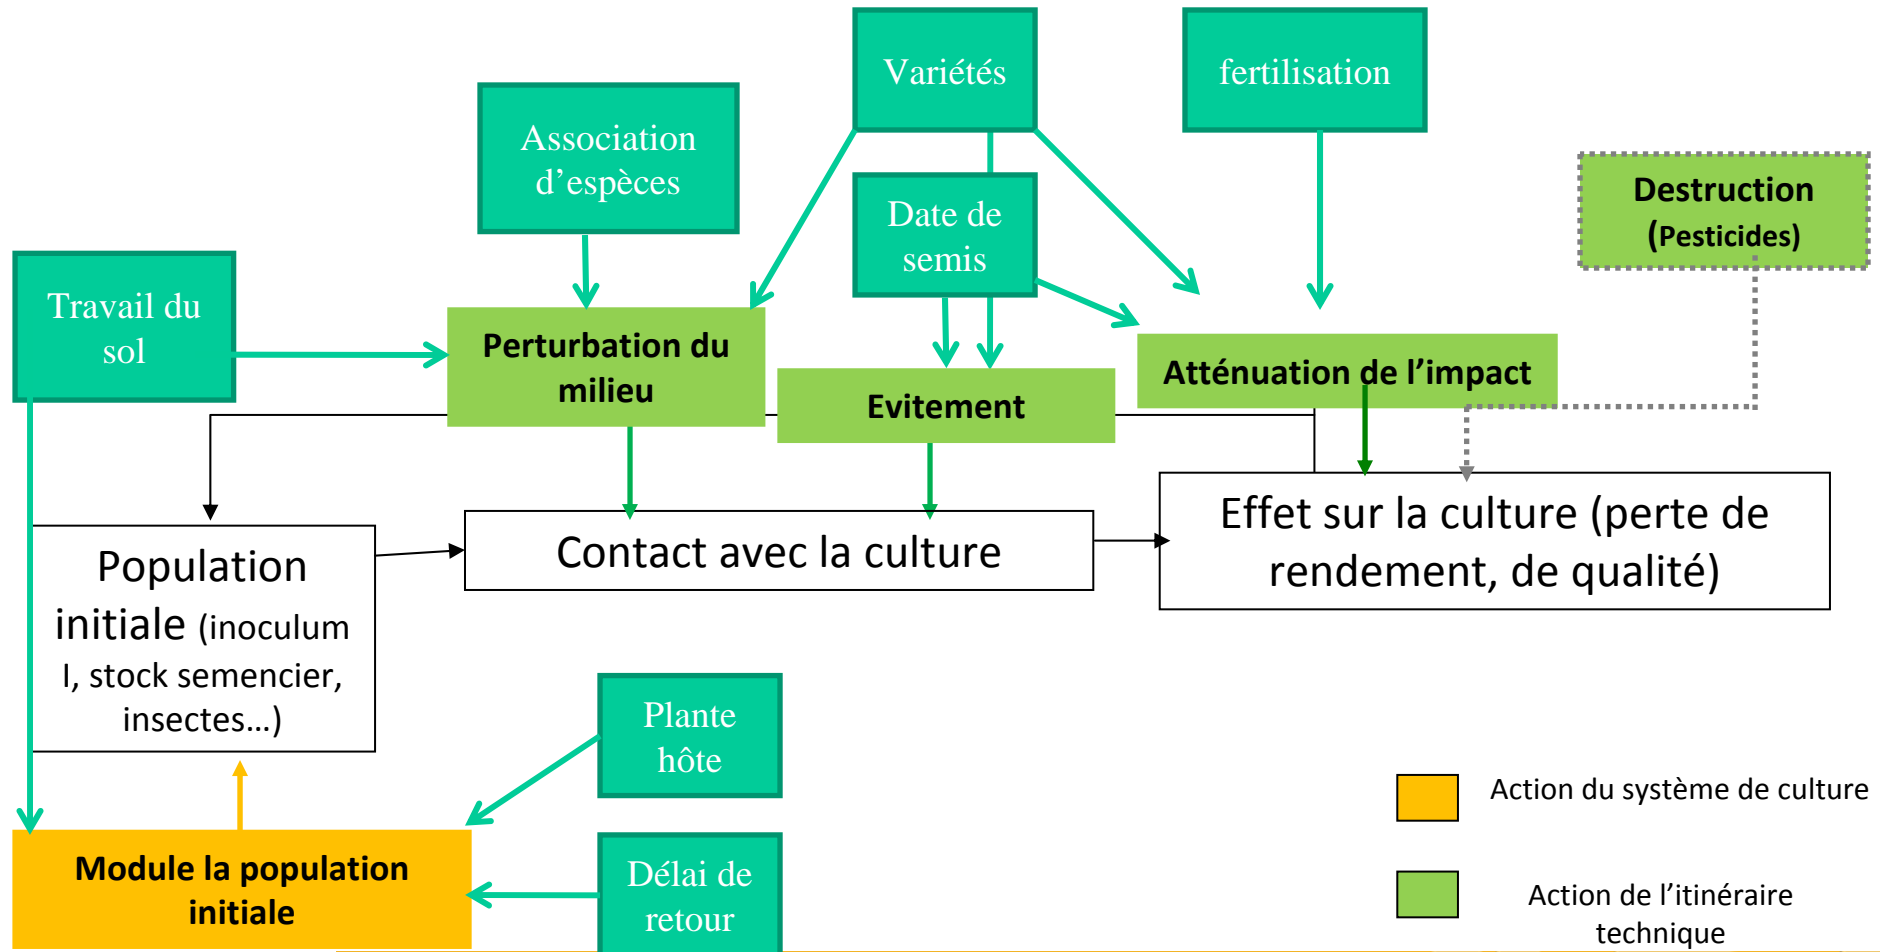 Variétés
fertilisation
Association
d’espèces
Destruction
(Pesticides)
Date de
semis
Travail du
sol
Perturbation du
milieu
Atténuation de l’impact
Evitement
Effet sur la culture (perte de
rendement, de qualité)
Contact avec la culture
Population
initiale (inoculum
I, stock semencier,
insectes…)
Plante
hôte
Action du système de culture
Module la population
initiale
Délai de
retour
Action de l’itinéraire
technique